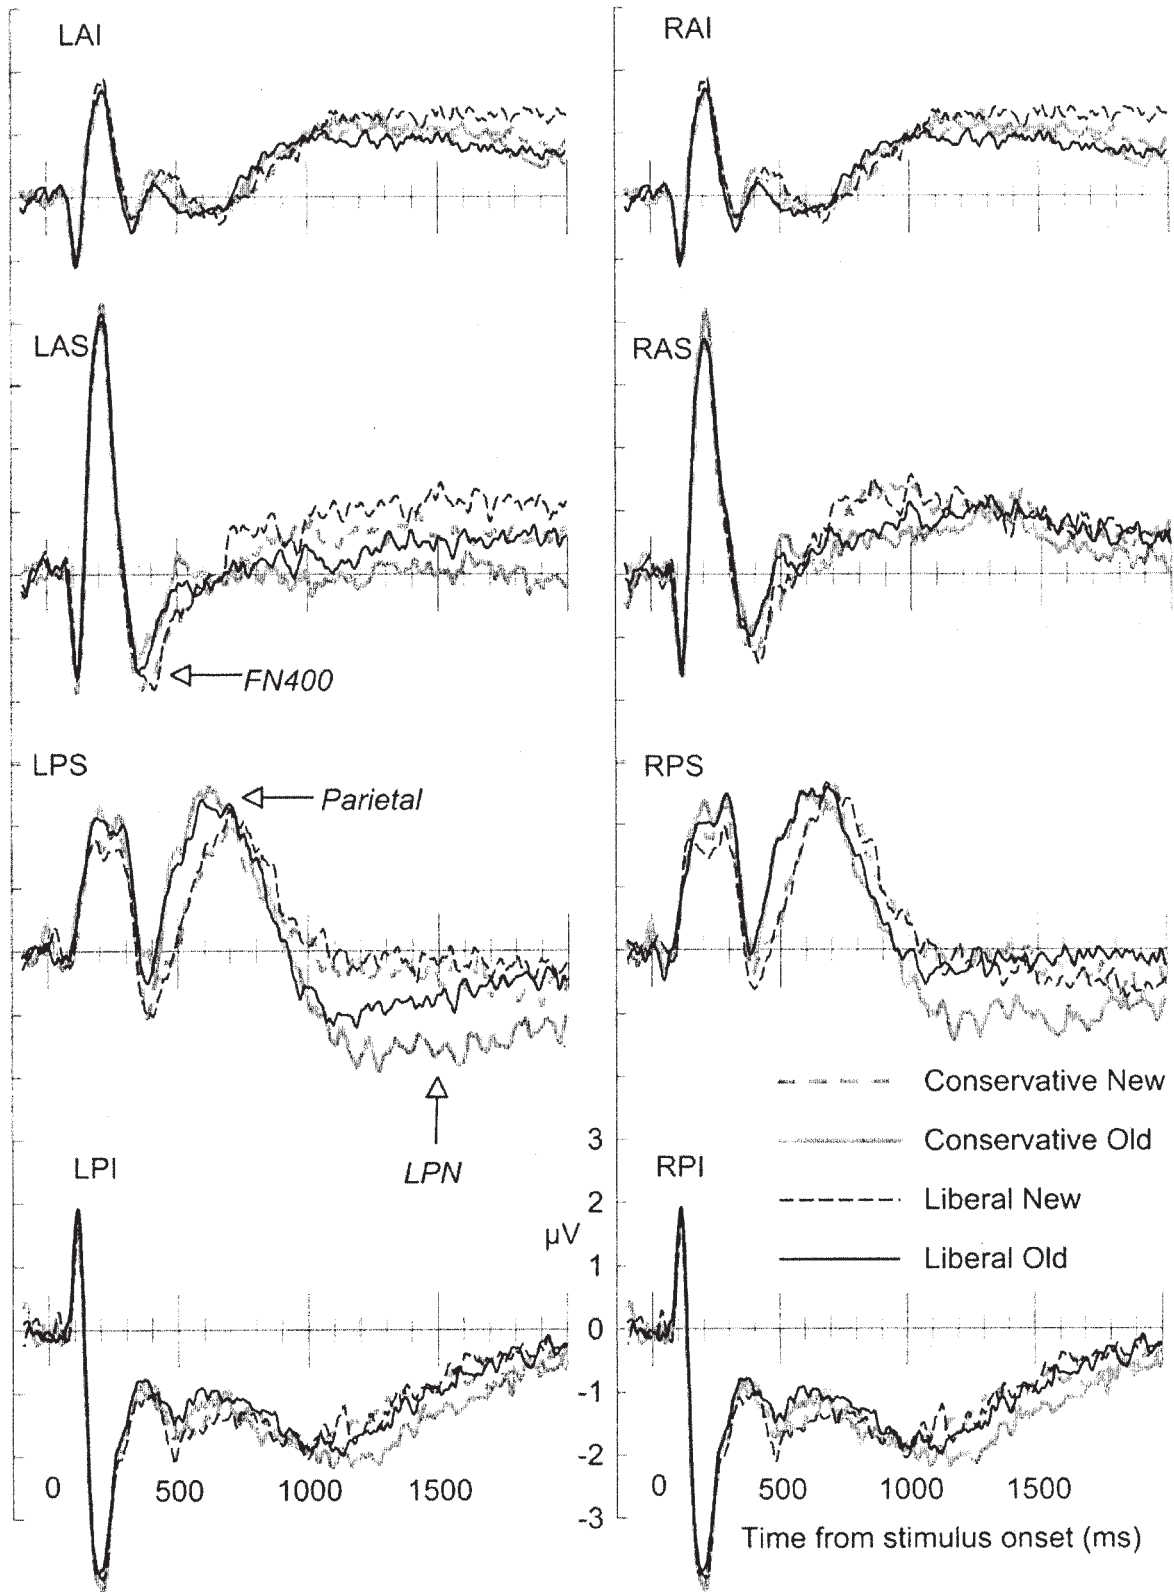 LAI
RAI
LAS
RAS
FN400
LPS
RPS
Parietal
Conservative New
Conservative Old
Liberal New
Liberal Old
LPN
LPI
RPI
3
2
µV
1
0
-1
-2
-3
0 500 1000 1500
0 500 1000 1500
Time from stimulus onset (ms)